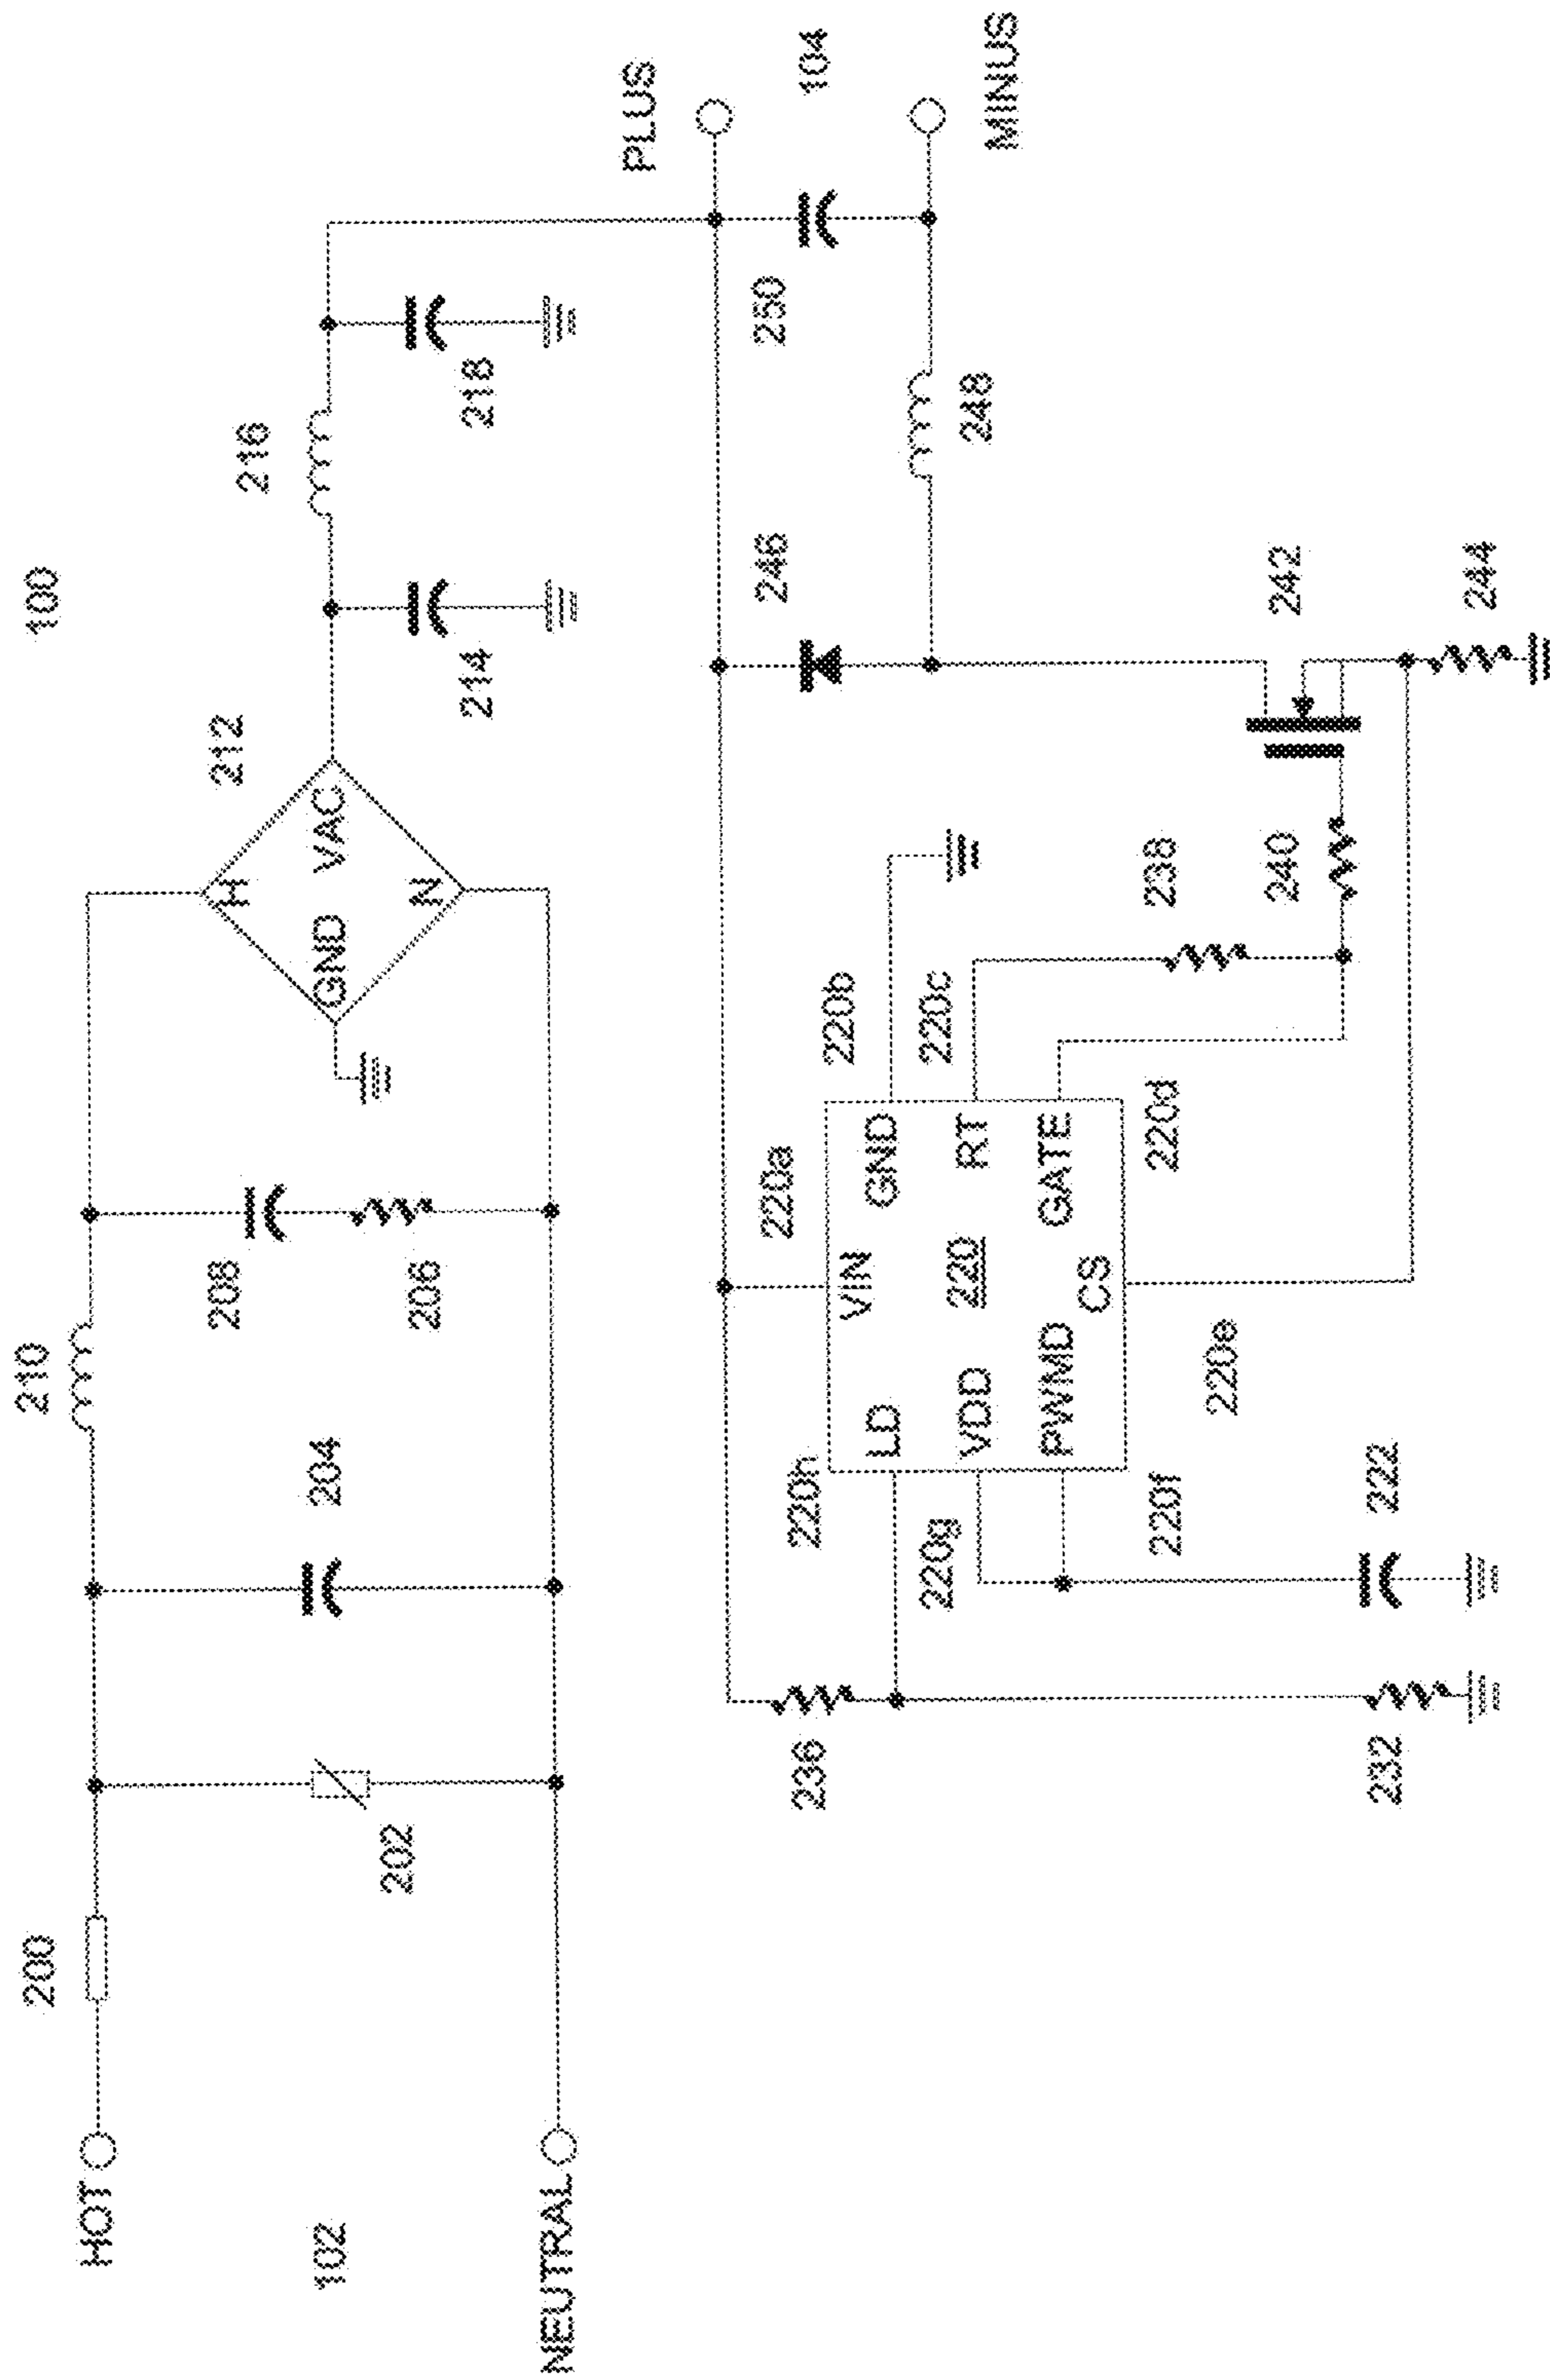 100
200
210
212
216
HOT
102
202
204
208
206
H
GND VAC
N
214
218
NEUTRAL
PLUS
104
MINUS
250
246
248
236
220h
220a
220b
220c
VIN
LD
GND
VDD
220
RT
PWMD
GATE
CS
220g
220f
220d
220e
238
240
242
244
232
222